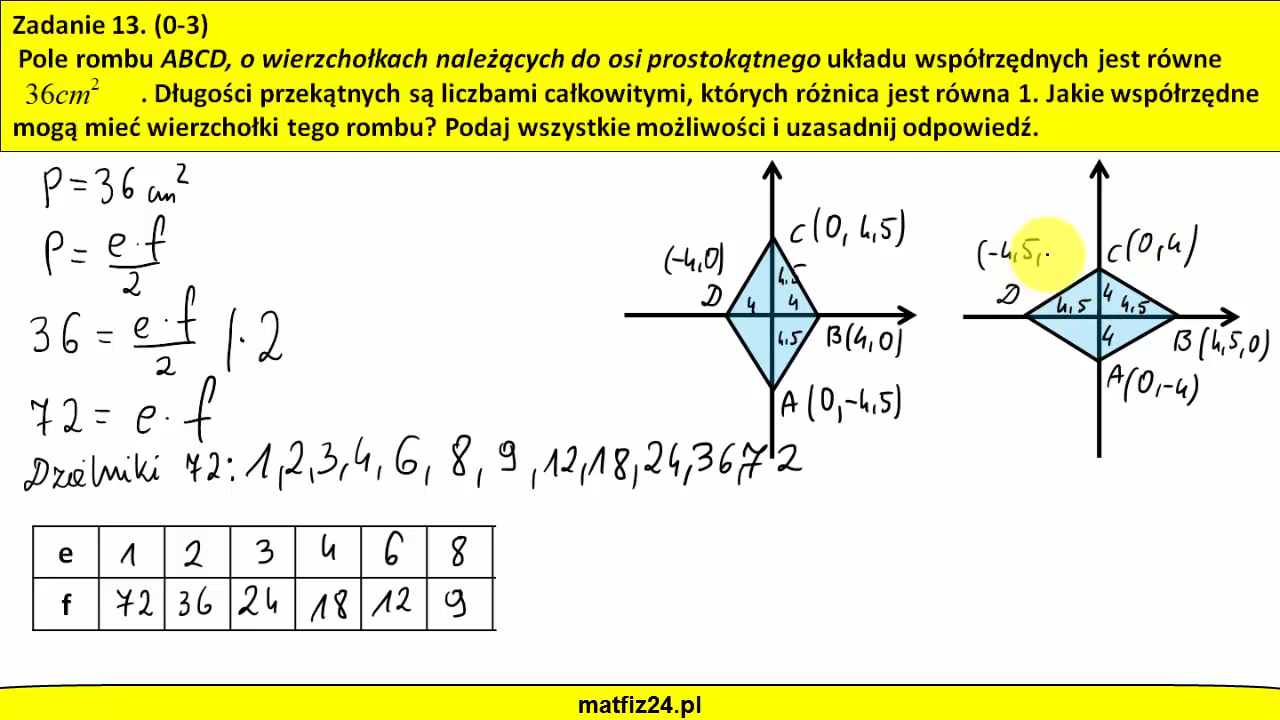 Zadanie 13. (0-3)
Pole rombu ABCD, o wierzchołkach należących do osi prostokątnego układu współrzędnych jest równe
36cm² . Długości przekątnych są liczbami całkowitymi, których różnica jest równa 1. Jakie współrzędne
mogą mieć wierzchołki tego rombu? Podaj wszystkie możliwości i uzasadnij odpowiedź.
P = 36 cm²
P = e·f/2
36 = e·f/2 |·2
72 = e·f
Dzielniki 72: 1,2,3,4,6,8,9,12,18,24,36,72
e 1 2 3 4 6 8
f 72 36 24 18 12 9
C(0, 4,5)
(-4,0)
D
4,5
4 4
4,5
B(4,0)
A(0,-4,5)
C(0,4)
(-4,5,
D
4
4,5 4,5
4
B(4,5,0)
A(0,-4)
matfiz24.pl